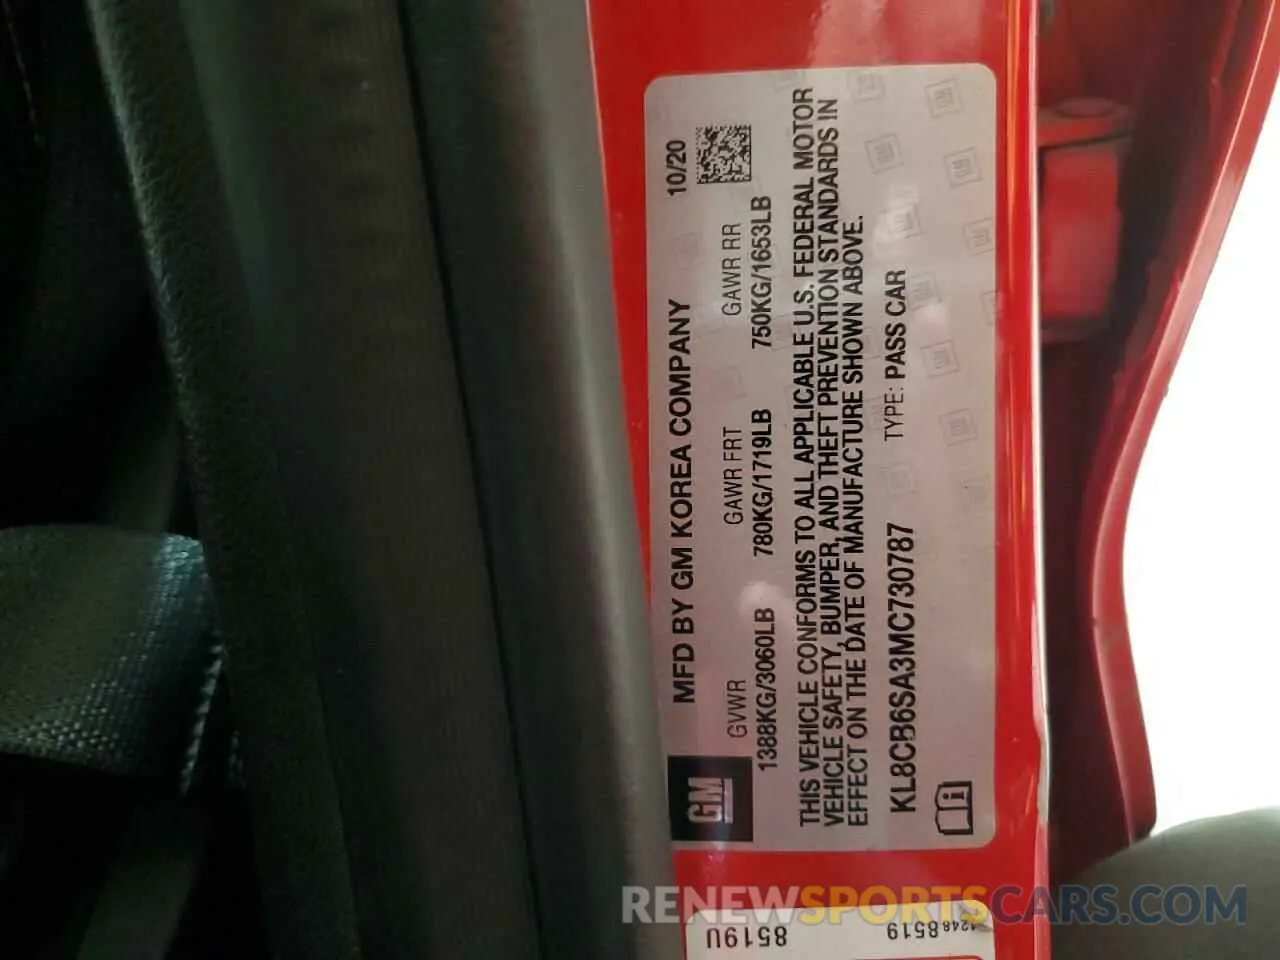 MFD BY GM KOREA COMPANY 10/20
GM
GVWR GAWR FRT GAWR RR
1388KG/3060LB 780KG/1719LB 750KG/1653LB
THIS VEHICLE CONFORMS TO ALL APPLICABLE U.S. FEDERAL MOTOR
VEHICLE SAFETY, BUMPER, AND THEFT PREVENTION STANDARDS IN
EFFECT ON THE DATE OF MANUFACTURE SHOWN ABOVE.
KL8CB6SA3MC730787 TYPE: PASS CAR
8519U
42488519
RENEWSPORTSCARS.COM